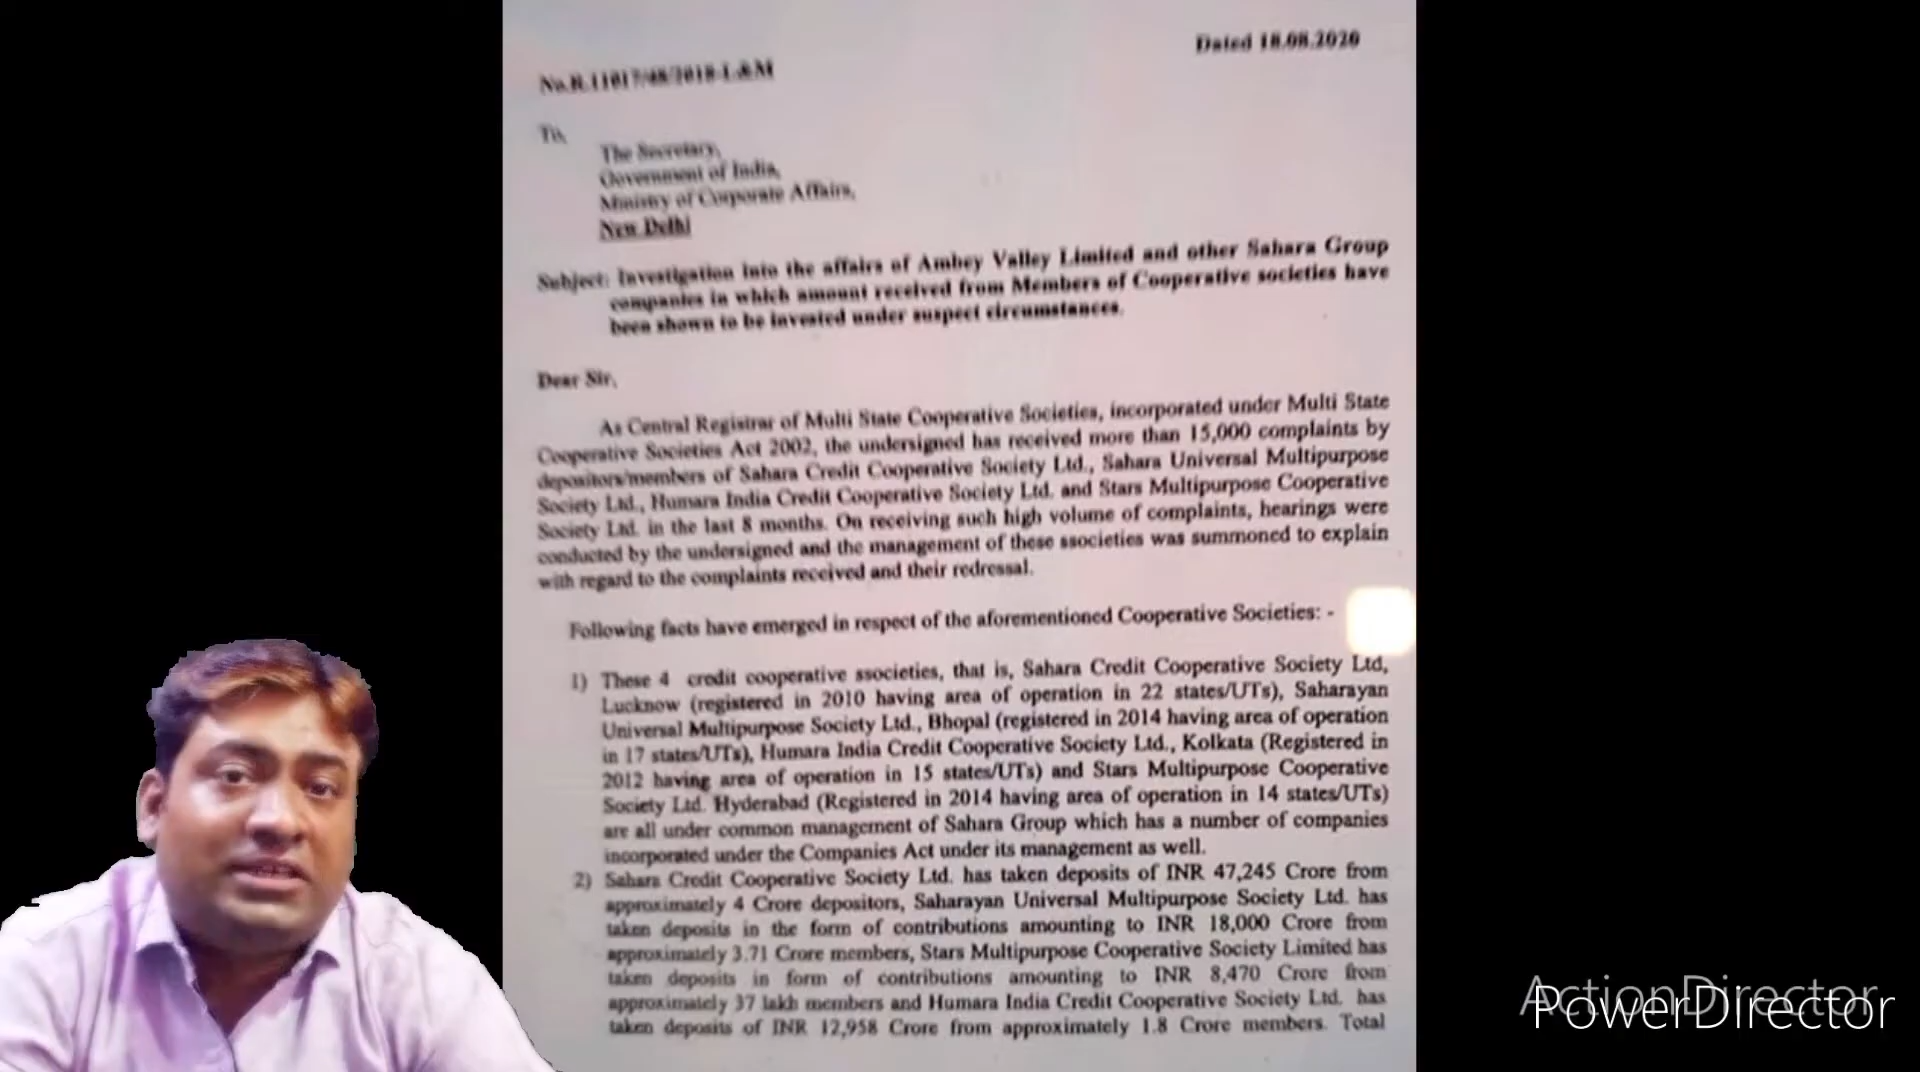 Dated 18.08.2020
No.R.11017/48/2018-L&M
To,
The Secretary,
Government of India,
Ministry of Corporate Affairs,
New Delhi
Subject: Investigation into the affairs of Ambey Valley Limited and other Sahara Group
companies in which amount received from Members of Cooperative societies have
been shown to be invested under suspect circumstances.
Dear Sir,
As Central Registrar of Multi State Cooperative Societies, incorporated under Multi State
Cooperative Societies Act 2002, the undersigned has received more than 15,000 complaints by
depositors/members of Sahara Credit Cooperative Society Ltd., Sahara Universal Multipurpose
Society Ltd., Humara India Credit Cooperative Society Ltd. and Stars Multipurpose Cooperative
Society Ltd. in the last 8 months. On receiving such high volume of complaints, hearings were
conducted by the undersigned and the management of these ssocieties was summoned to explain
with regard to the complaints received and their redressal.
Following facts have emerged in respect of the aforementioned Cooperative Societies: -
1) These 4 credit cooperative ssocieties, that is, Sahara Credit Cooperative Society Ltd,
Lucknow (registered in 2010 having area of operation in 22 states/UTs), Saharayan
Universal Multipurpose Society Ltd., Bhopal (registered in 2014 having area of operation
in 17 states/UTs), Humara India Credit Cooperative Society Ltd., Kolkata (Registered in
2012 having area of operation in 15 states/UTs) and Stars Multipurpose Cooperative
Society Ltd. Hyderabad (Registered in 2014 having area of operation in 14 states/UTs)
are all under common management of Sahara Group which has a number of companies
incorporated under the Companies Act under its management as well.
2) Sahara Credit Cooperative Society Ltd. has taken deposits of INR 47,245 Crore from
approximately 4 Crore depositors, Saharayan Universal Multipurpose Society Ltd. has
taken deposits in the form of contributions amounting to INR 18,000 Crore from
approximately 3.71 Crore members, Stars Multipurpose Cooperative Society Limited has
taken deposits in form of contributions amounting to INR 8,470 Crore from
approximately 37 lakh members and Humara India Credit Cooperative Society Ltd. has
taken deposits of INR 12,958 Crore from approximately 1.8 Crore members. Total
ActionDirector
PowerDirector